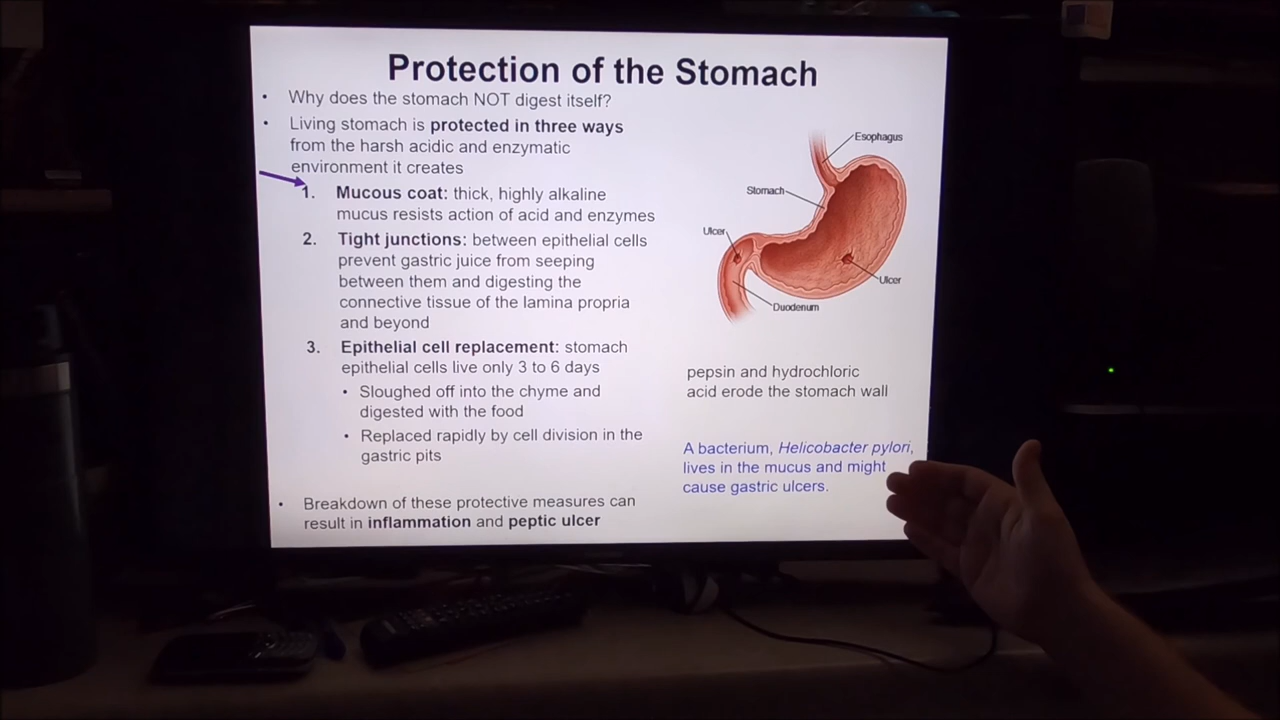 Protection of the Stomach
• Why does the stomach NOT digest itself?
• Living stomach is protected in three ways
from the harsh acidic and enzymatic
environment it creates
1. Mucous coat: thick, highly alkaline
mucus resists action of acid and enzymes
2. Tight junctions: between epithelial cells
prevent gastric juice from seeping
between them and digesting the
connective tissue of the lamina propria
and beyond
3. Epithelial cell replacement: stomach
epithelial cells live only 3 to 6 days
• Sloughed off into the chyme and
digested with the food
• Replaced rapidly by cell division in the
gastric pits
• Breakdown of these protective measures can
result in inflammation and peptic ulcer
Esophagus
Stomach
Ulcer
Ulcer
Duodenum
pepsin and hydrochloric
acid erode the stomach wall
A bacterium, Helicobacter pylori,
lives in the mucus and might
cause gastric ulcers.